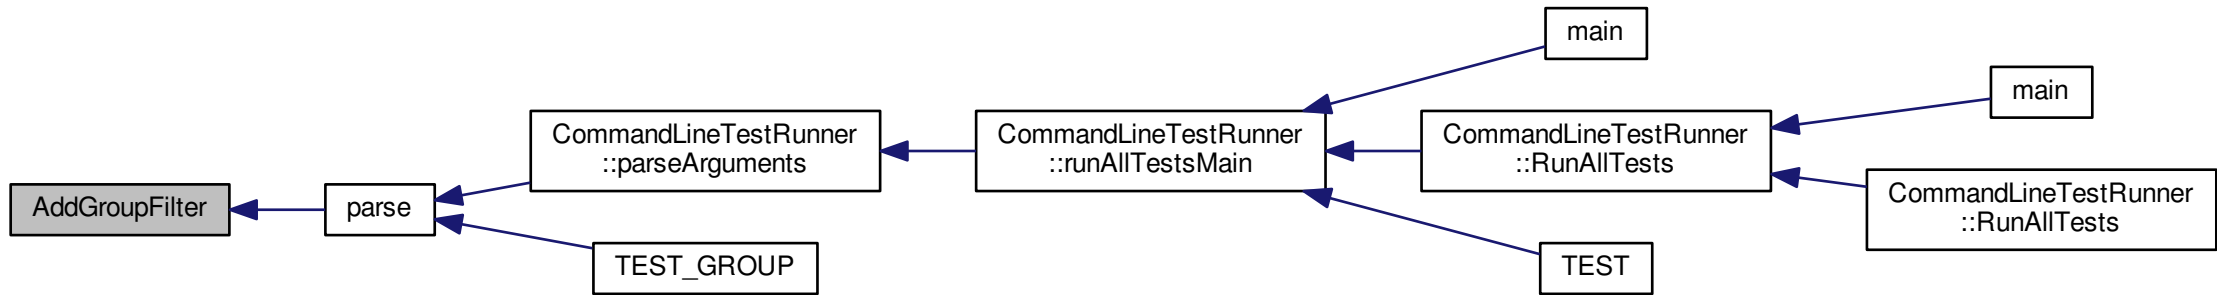 AddGroupFilter
parse
CommandLineTestRunner
::parseArguments
TEST_GROUP
CommandLineTestRunner
::runAllTestsMain
main
CommandLineTestRunner
::RunAllTests
TEST
main
CommandLineTestRunner
::RunAllTests